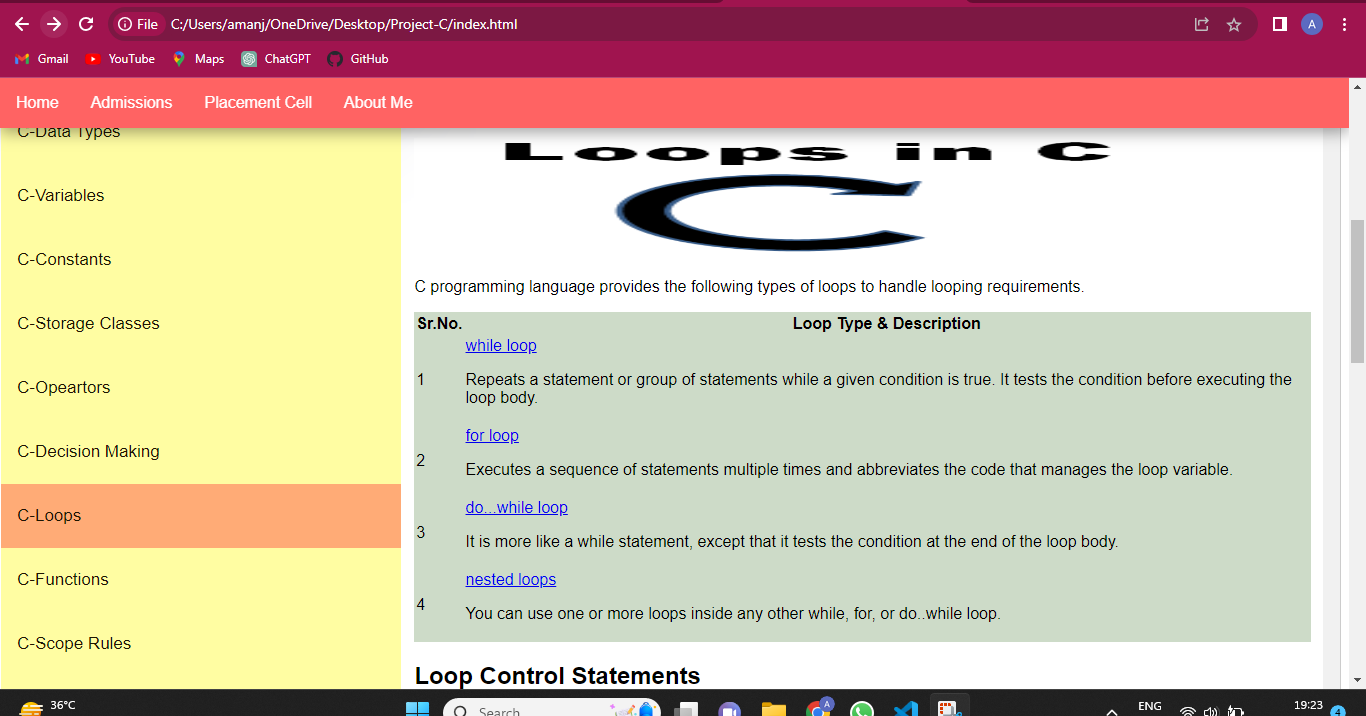 File C:/Users/amanj/OneDrive/Desktop/Project-C/index.html A
Gmail YouTube Maps ChatGPT GitHub
Home Admissions Placement Cell About Me
C-Data Types
C-Variables
C-Constants
C-Storage Classes
C-Opeartors
C-Decision Making
C-Loops
C-Functions
C-Scope Rules
Loops in C
C
C programming language provides the following types of loops to handle looping requirements.
Sr.No. Loop Type & Description
while loop
1 Repeats a statement or group of statements while a given condition is true. It tests the condition before executing the
loop body.
for loop
2 Executes a sequence of statements multiple times and abbreviates the code that manages the loop variable.
do...while loop
3 It is more like a while statement, except that it tests the condition at the end of the loop body.
nested loops
4 You can use one or more loops inside any other while, for, or do..while loop.
Loop Control Statements
36°C Search A ENG 19:23 4